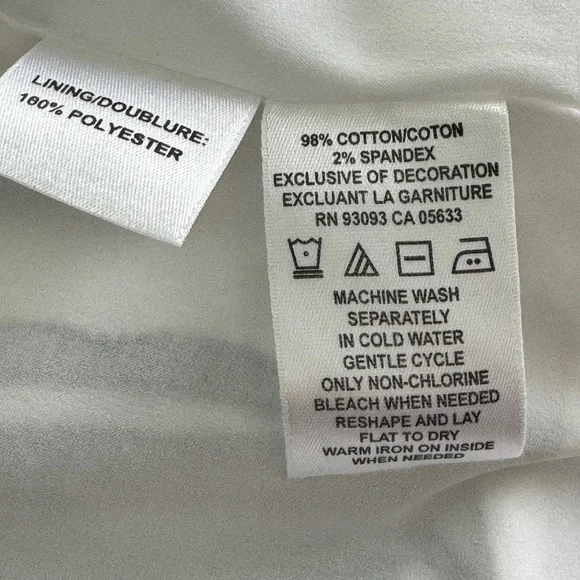 LINING/DOUBLURE:
100% POLYESTER
98% COTTON/COTON
2% SPANDEX
EXCLUSIVE OF DECORATION
EXCLUANT LA GARNITURE
RN 93093 CA 05633
MACHINE WASH
SEPARATELY
IN COLD WATER
GENTLE CYCLE
ONLY NON-CHLORINE
BLEACH WHEN NEEDED
RESHAPE AND LAY
FLAT TO DRY
WARM IRON ON INSIDE
WHEN NEEDED